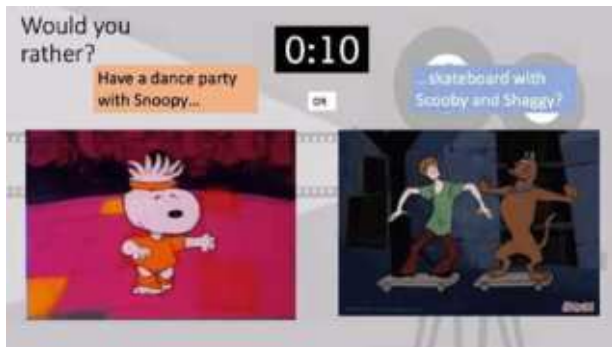 Would you
rather?
0:10
Have a dance party
with Snoopy...
OR
...skateboard with
Scooby and Shaggy?